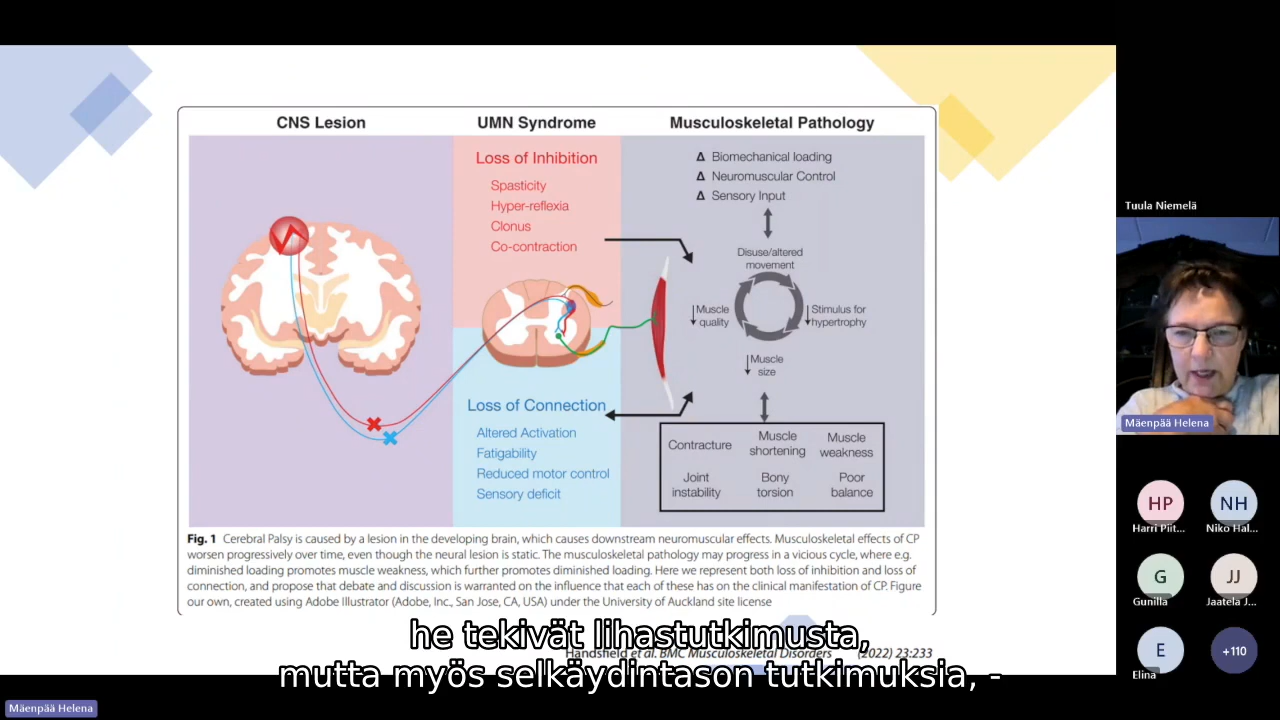 CNS Lesion
UMN Syndrome
Musculoskeletal Pathology
Loss of Inhibition
Spasticity
Hyper-reflexia
Clonus
Co-contraction
Δ Biomechanical loading
Δ Neuromuscular Control
Δ Sensory Input
Disuse/altered
movement
↓ Muscle
quality
↓ Stimulus for
hypertrophy
↓ Muscle
size
Loss of Connection
Altered Activation
Fatigability
Reduced motor control
Sensory deficit
Contracture
Muscle
shortening
Muscle
weakness
Joint
instability
Bony
torsion
Poor
balance
Fig. 1 Cerebral Palsy is caused by a lesion in the developing brain, which causes downstream neuromuscular effects. Musculoskeletal effects of CP
worsen progressively over time, even though the neural lesion is static. The musculoskeletal pathology may progress in a vicious cycle, where e.g.
diminished loading promotes muscle weakness, which further promotes diminished loading. Here we represent both loss of inhibition and loss of
connection, and propose that debate and discussion is warranted on the influence that each of these has on the clinical manifestation of CP. Figure
our own, created using Adobe Illustrator (Adobe, Inc., San Jose, CA, USA) under the University of Auckland site license
Handsfield et al. BMC Musculoskeletal Disorders (2022) 23:233
he tekivät lihastutkimusta,
mutta myös selkäydintason tutkimuksia, -
Mäenpää Helena
Tuula Niemelä
Mäenpää Helena
HP
Harri Piit...
NH
Niko Hal...
G
Gunilla
JJ
Jaatela J...
E
Elina
+110